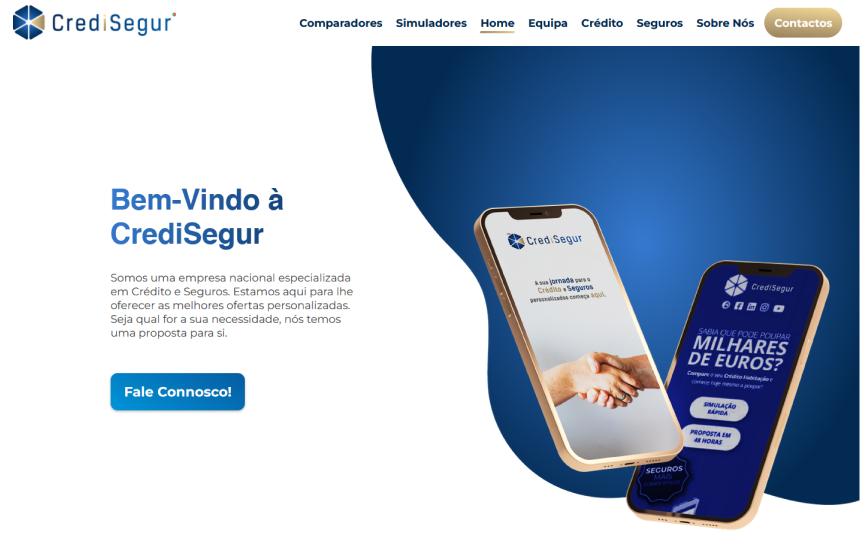 CrediSegur
Comparadores Simuladores Home Equipa Crédito Seguros Sobre Nós Contactos
Bem-Vindo à
CrediSegur
Somos uma empresa nacional especializada
em Crédito e Seguros. Estamos aqui para lhe
oferecer as melhores ofertas personalizadas.
Seja qual for a sua necessidade, nós temos
uma proposta para si.
Fale Connosco!
CrediSegur
A sua jornada para o
Crédito e Seguros
personalizados começa aqui.
CrediSegur
SABIA QUE PODE POUPAR
MILHARES
DE EUROS?
Compare o seu Crédito Habitação e
comece hoje mesmo a poupar!
SIMULAÇÃO
RÁPIDA
PROPOSTA EM
48 HORAS
SEGUROS
MAIS